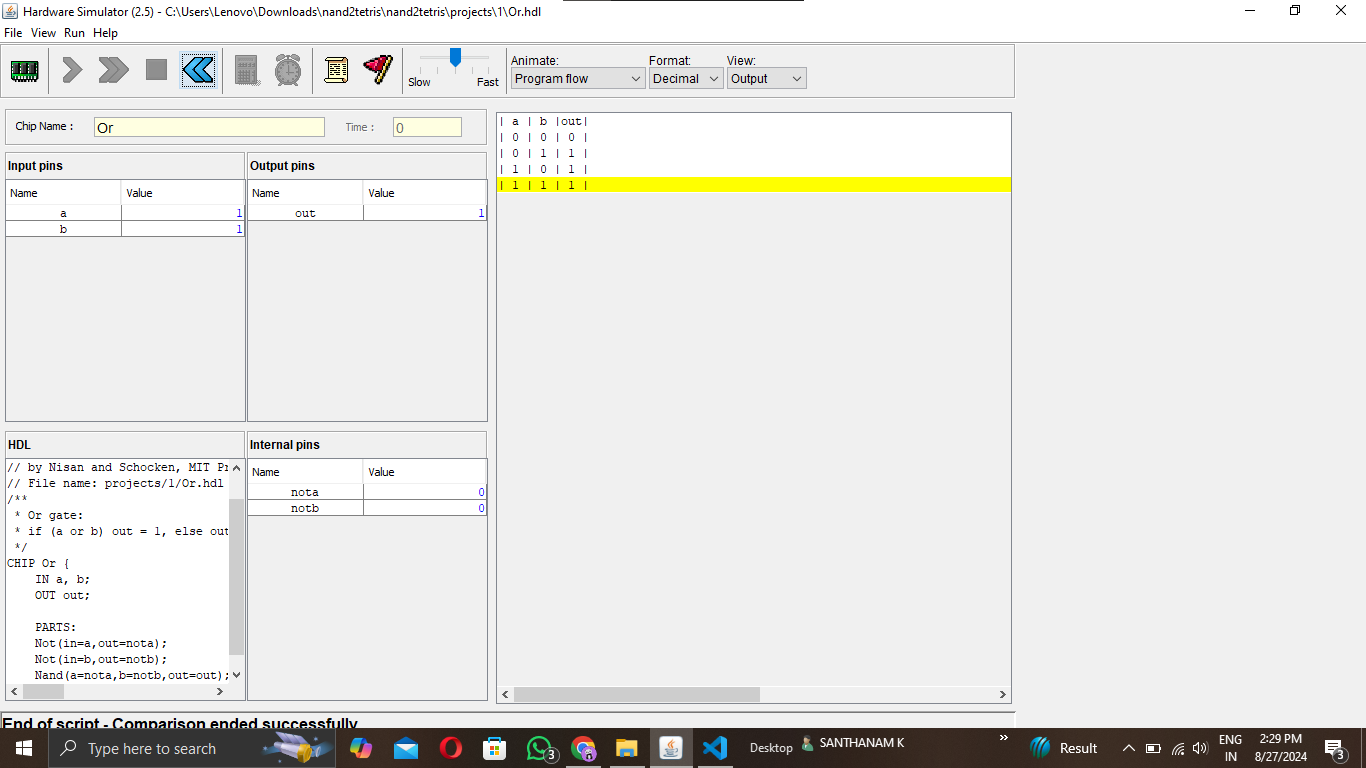 Hardware Simulator (2.5) - C:\Users\Lenovo\Downloads\nand2tetris\nand2tetris\projects\1\Or.hdl
File View Run Help
Animate: Format: View:
Slow Fast Program flow Decimal Output
Chip Name : Or Time : 0
Input pins
Name Value
a 1
b 1
Output pins
Name Value
out 1
HDL
// by Nisan and Schocken, MIT Pr
// File name: projects/1/Or.hdl
/**
* Or gate:
* if (a or b) out = 1, else out
*/
CHIP Or {
IN a, b;
OUT out;
PARTS:
Not(in=a,out=nota);
Not(in=b,out=notb);
Nand(a=nota,b=notb,out=out);
Internal pins
Name Value
nota 0
notb 0
| a | b |out|
| 0 | 0 | 0 |
| 0 | 1 | 1 |
| 1 | 0 | 1 |
| 1 | 1 | 1 |
End of script - Comparison ended successfully
Type here to search
3
Desktop
SANTHANAM K
»
Result
ENG
IN
2:29 PM
8/27/2024
3